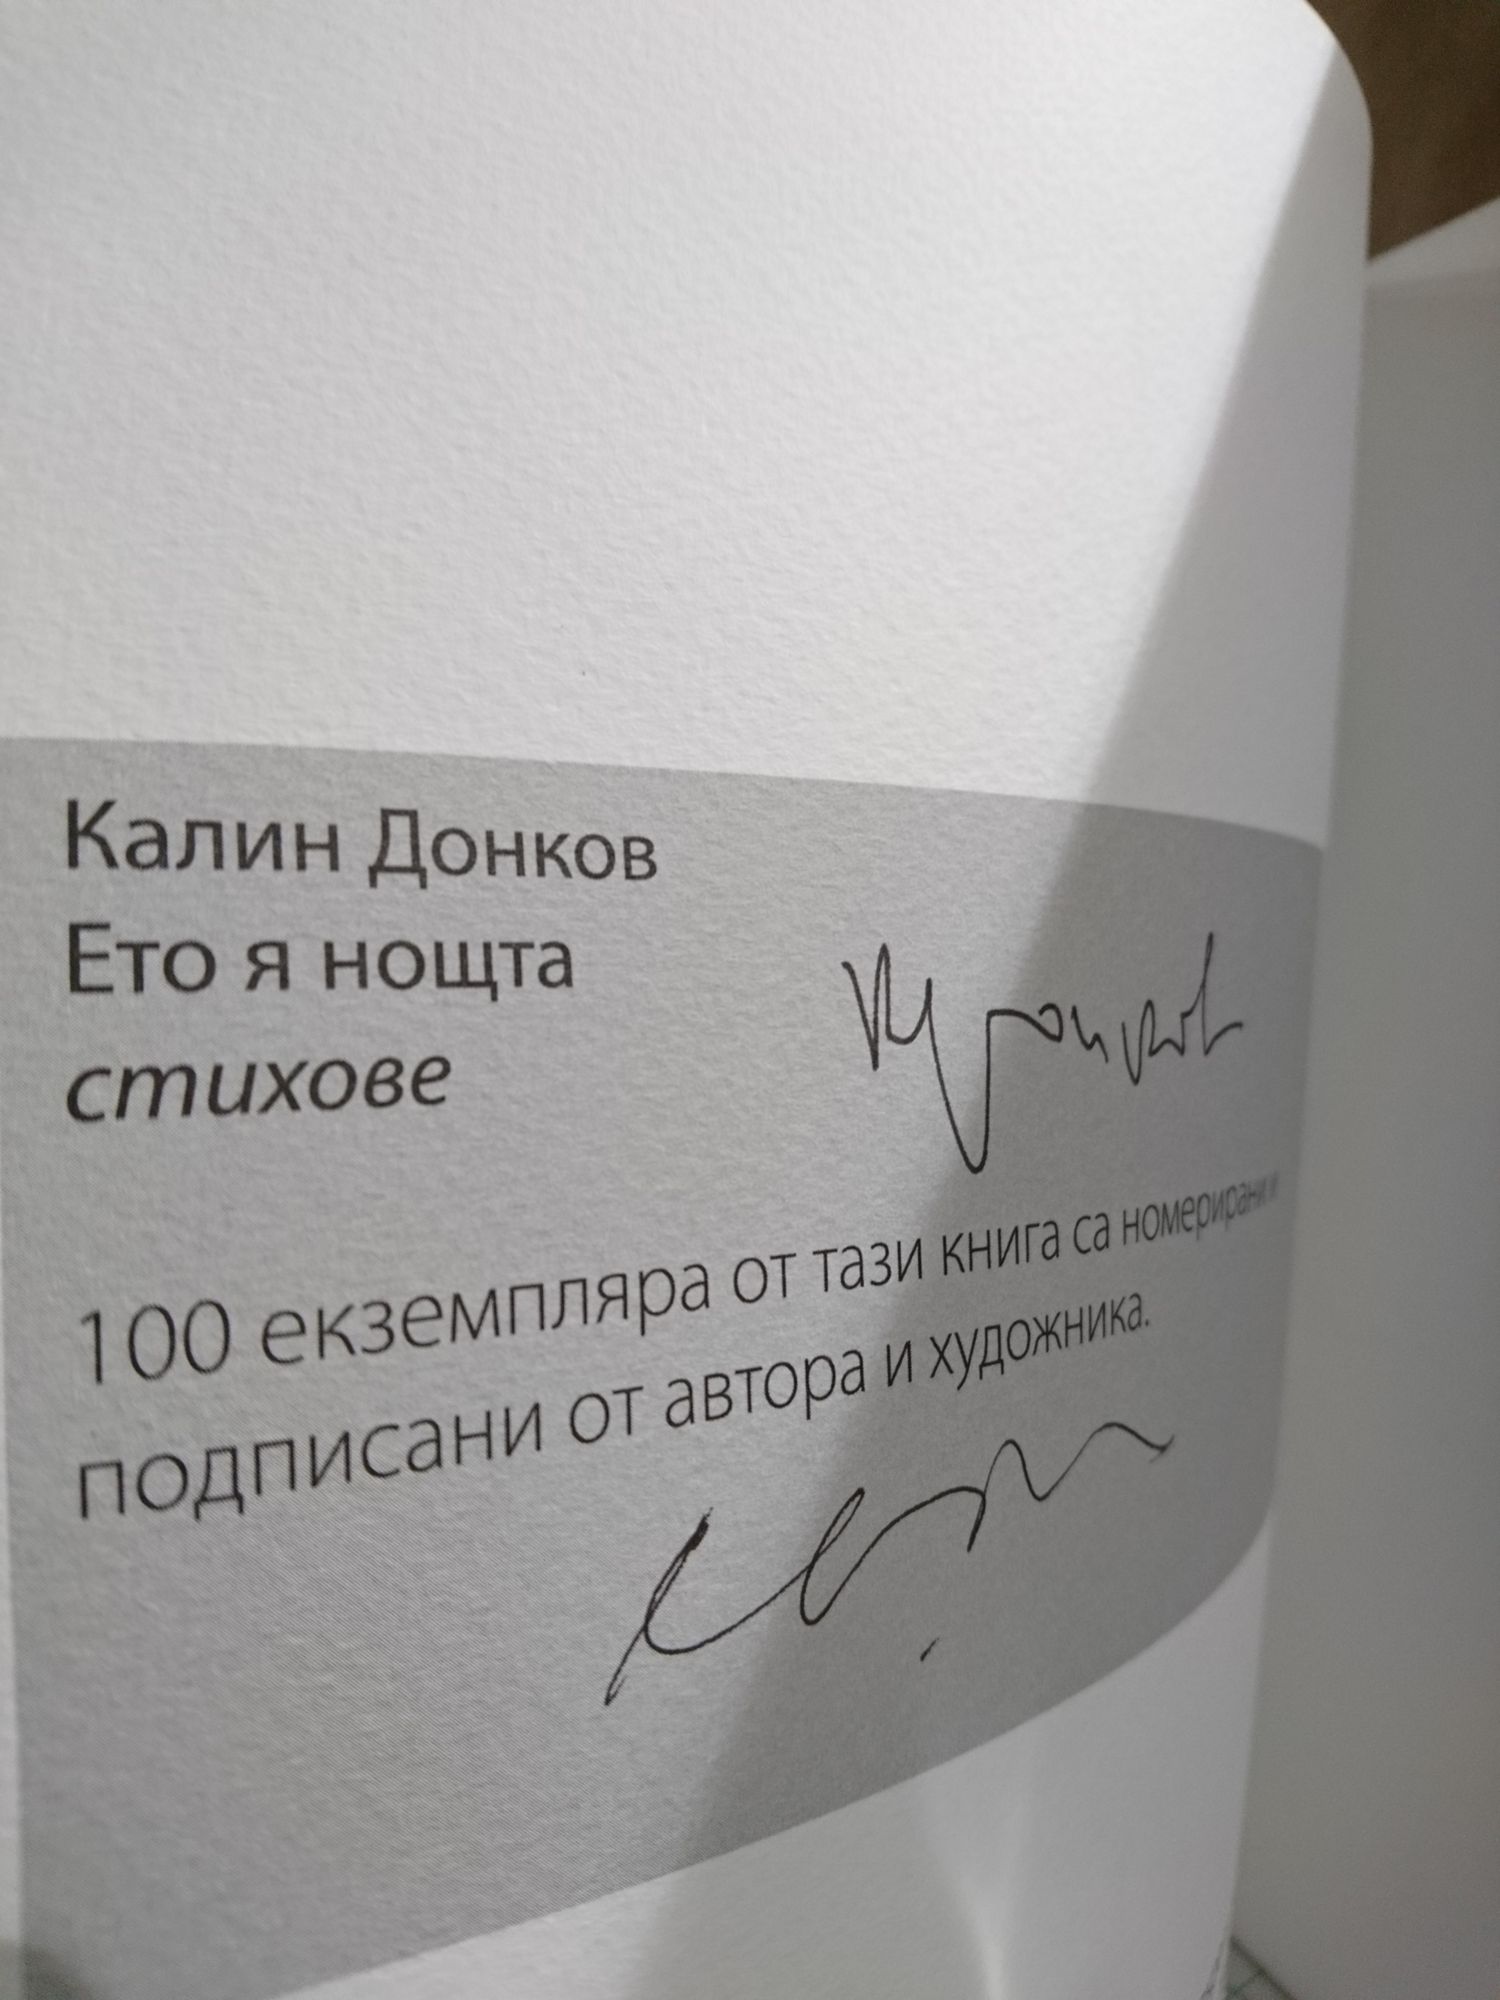 Калин Донков
Ето я нощта
стихове
100 екземпляра от тази книга са номерирани и
подписани от автора и художника.